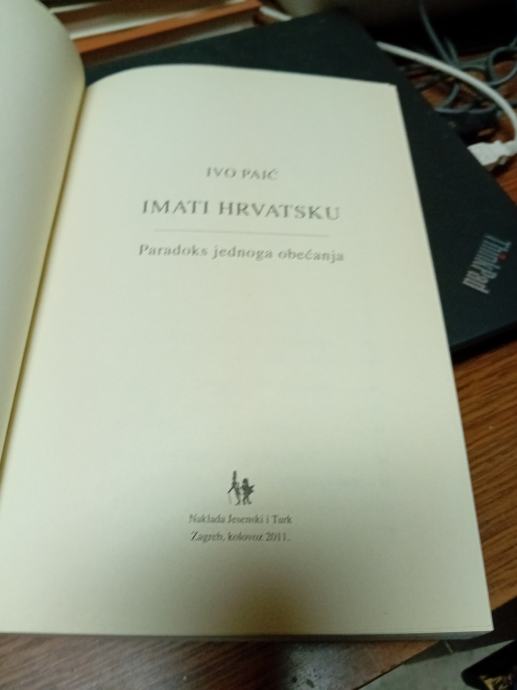 IVO PAIĆ
IMATI HRVATSKU
Paradoks jednoga obećanja
Naklada Jesenski i Turk
Zagreb, kolovoz 2011.
ThinkPad